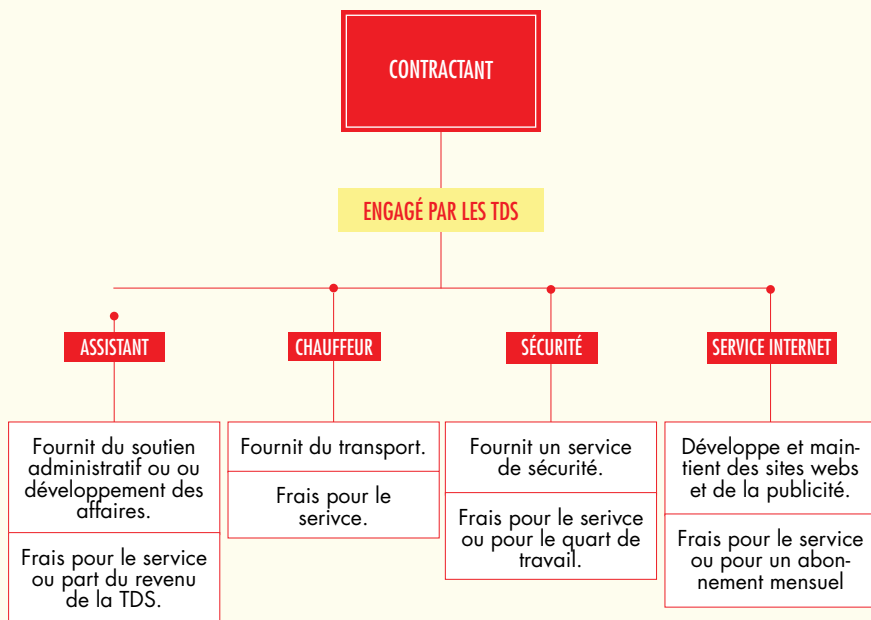 CONTRACTANT
ENGAGÉ PAR LES TDS
ASSISTANT
Fournit du soutien
administratif ou ou
développement des
affaires.
Frais pour le service
ou part du revenu
de la TDS.
CHAUFFEUR
Fournit du transport.
Frais pour le
serivce.
SÉCURITÉ
Fournit un service
de sécurité.
Frais pour le serivce
ou pour le quart de
travail.
SERVICE INTERNET
Développe et main-
tient des sites webs
et de la publicité.
Frais pour le service
ou pour un abon-
nement mensuel